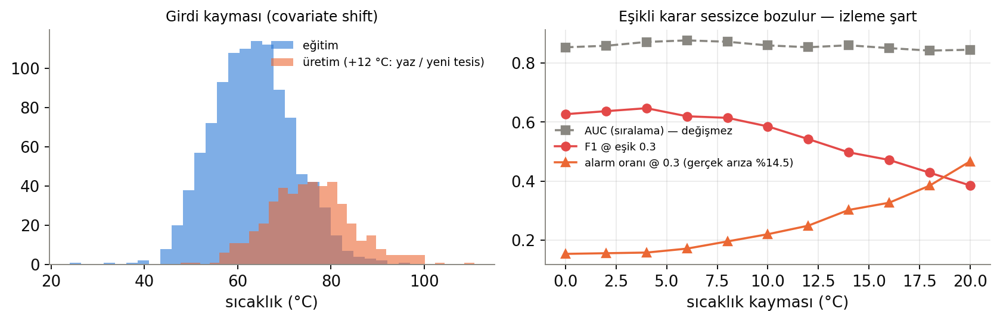 Girdi kayması (covariate shift)
eğitim
üretim (+12 °C: yaz / yeni tesis)
100
80
60
40
20
0
20
40
60
80
100
sıcaklık (°C)
Eşikli karar sessizce bozulur — izleme şart
0.8
0.6
0.4
0.2
AUC (sıralama) — değişmez
F1 @ eşik 0.3
alarm oranı @ 0.3 (gerçek arıza %14.5)
0.0
2.5
5.0
7.5
10.0
12.5
15.0
17.5
20.0
sıcaklık kayması (°C)